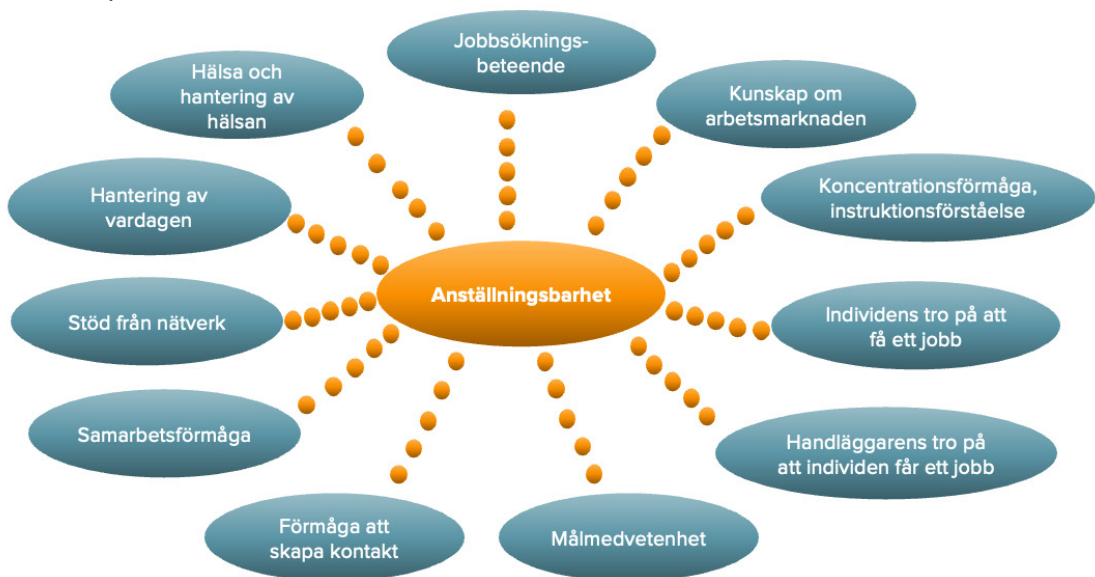 Jobbsöknings-
beteende
Hälsa och
hantering av
hälsan
Kunskap om
arbetsmarknaden
Hantering av
vardagen
Koncentrationsförmåga,
instruktionsförståelse
Anställningsbarhet
Stöd från nätverk
Individens tro på att
få ett jobb
Samarbetsförmåga
Handläggarens tro på
att individen får ett jobb
Förmåga att
skapa kontakt
Målmedvetenhet